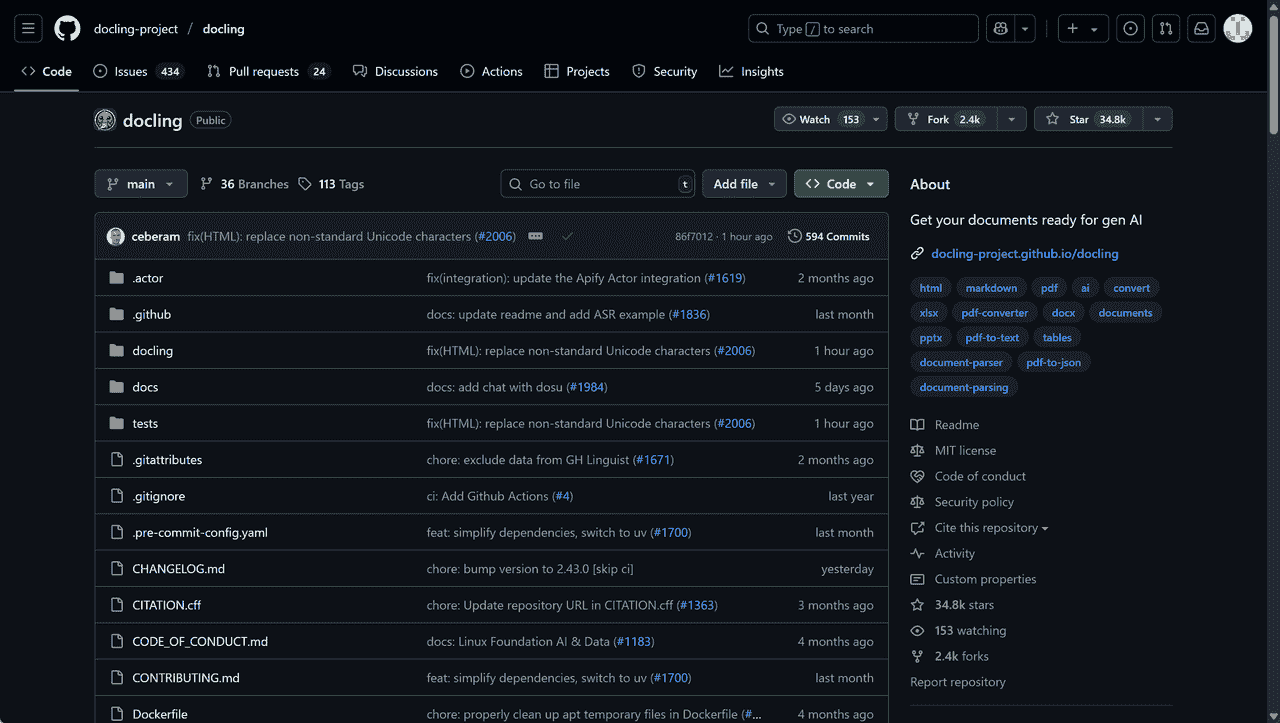 docling-project / docling
Type / to search
Code
Issues 434
Pull requests 24
Discussions
Actions
Projects
Security
Insights
docling Public
Watch 153
Fork 2.4k
Star 34.8k
main
36 Branches
113 Tags
Go to file t
Add file
Code
ceberam fix(HTML): replace non-standard Unicode characters (#2006) 86f7012 · 1 hour ago 594 Commits
.actor fix(integration): update the Apify Actor integration (#1619) 2 months ago
.github docs: update readme and add ASR example (#1836) last month
docling fix(HTML): replace non-standard Unicode characters (#2006) 1 hour ago
docs docs: add chat with dosu (#1984) 5 days ago
tests fix(HTML): replace non-standard Unicode characters (#2006) 1 hour ago
.gitattributes chore: exclude data from GH Linguist (#1671) 2 months ago
.gitignore ci: Add Github Actions (#4) last year
.pre-commit-config.yaml feat: simplify dependencies, switch to uv (#1700) last month
CHANGELOG.md chore: bump version to 2.43.0 [skip ci] yesterday
CITATION.cff chore: Update repository URL in CITATION.cff (#1363) 3 months ago
CODE_OF_CONDUCT.md docs: Linux Foundation AI & Data (#1183) 4 months ago
CONTRIBUTING.md feat: simplify dependencies, switch to uv (#1700) last month
Dockerfile chore: properly clean up apt temporary files in Dockerfile (#... 4 months ago
About
Get your documents ready for gen AI
docling-project.github.io/docling
html markdown pdf ai convert
xlsx pdf-converter docx documents
pptx pdf-to-text tables
document-parser pdf-to-json
document-parsing
Readme
MIT license
Code of conduct
Security policy
Cite this repository
Activity
Custom properties
34.8k stars
153 watching
2.4k forks
Report repository